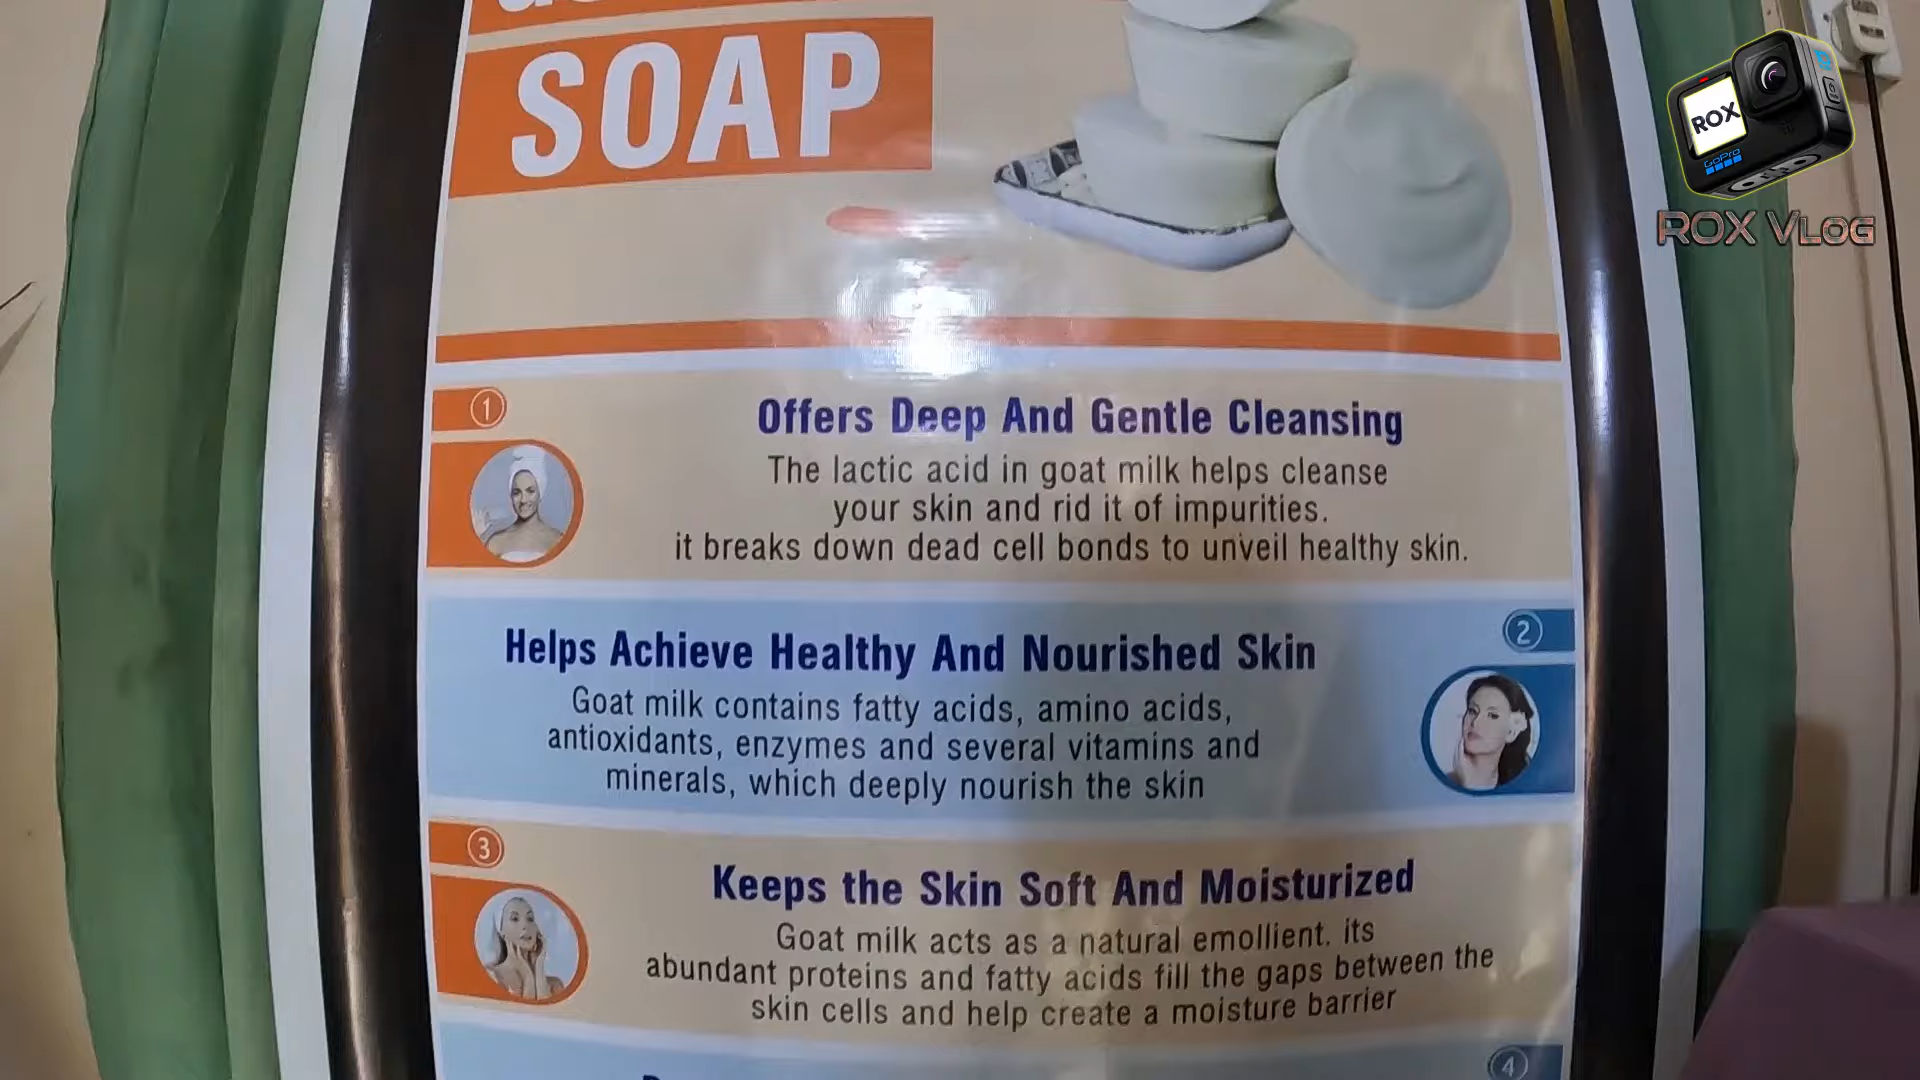 SOAP
1
Offers Deep And Gentle Cleansing
The lactic acid in goat milk helps cleanse
your skin and rid it of impurities.
it breaks down dead cell bonds to unveil healthy skin.
2
Helps Achieve Healthy And Nourished Skin
Goat milk contains fatty acids, amino acids,
antioxidants, enzymes and several vitamins and
minerals, which deeply nourish the skin
3
Keeps the Skin Soft And Moisturized
Goat milk acts as a natural emollient. its
abundant proteins and fatty acids fill the gaps between the
skin cells and help create a moisture barrier
4
ROX
GoPro
ROX Vlog